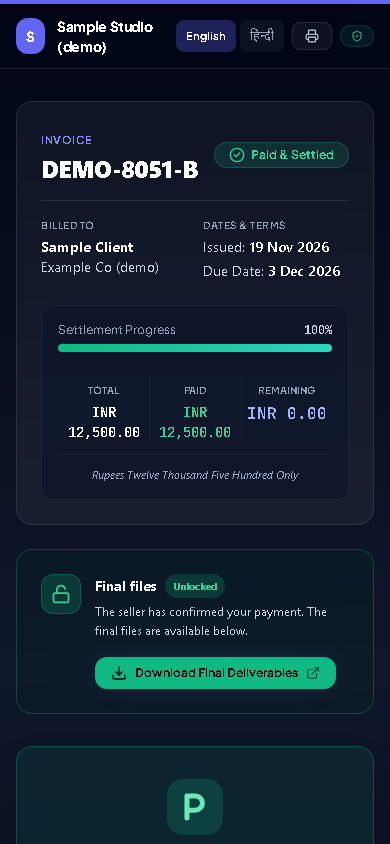 S
Sample Studio
(demo)
English
हिन्दी
INVOICE
DEMO-8051-B
Paid & Settled
BILLED TO
Sample Client
Example Co (demo)
DATES & TERMS
Issued: 19 Nov 2026
Due Date: 3 Dec 2026
Settlement Progress
100%
TOTAL
INR
12,500.00
PAID
INR
12,500.00
REMAINING
INR 0.00
Rupees Twelve Thousand Five Hundred Only
Final files
Unlocked
The seller has confirmed your payment. The
final files are available below.
Download Final Deliverables
P